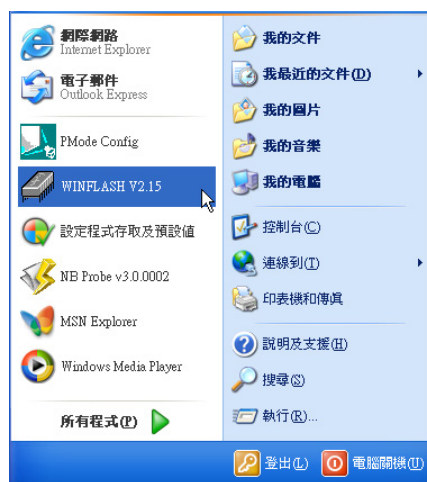 網際網路
Internet Explorer
電子郵件
Outlook Express
PMode Config
WINFLASH V2.15
設定程式存取及預設值
NB Probe v3.0.0002
MSN Explorer
Windows Media Player
所有程式(P)
我的文件
我最近的文件(D)
我的圖片
我的音樂
我的電腦
控制台(C)
連線到(T)
印表機和傳真
說明及支援(H)
搜尋(S)
執行(R)...
登出(L)
電腦關機(U)